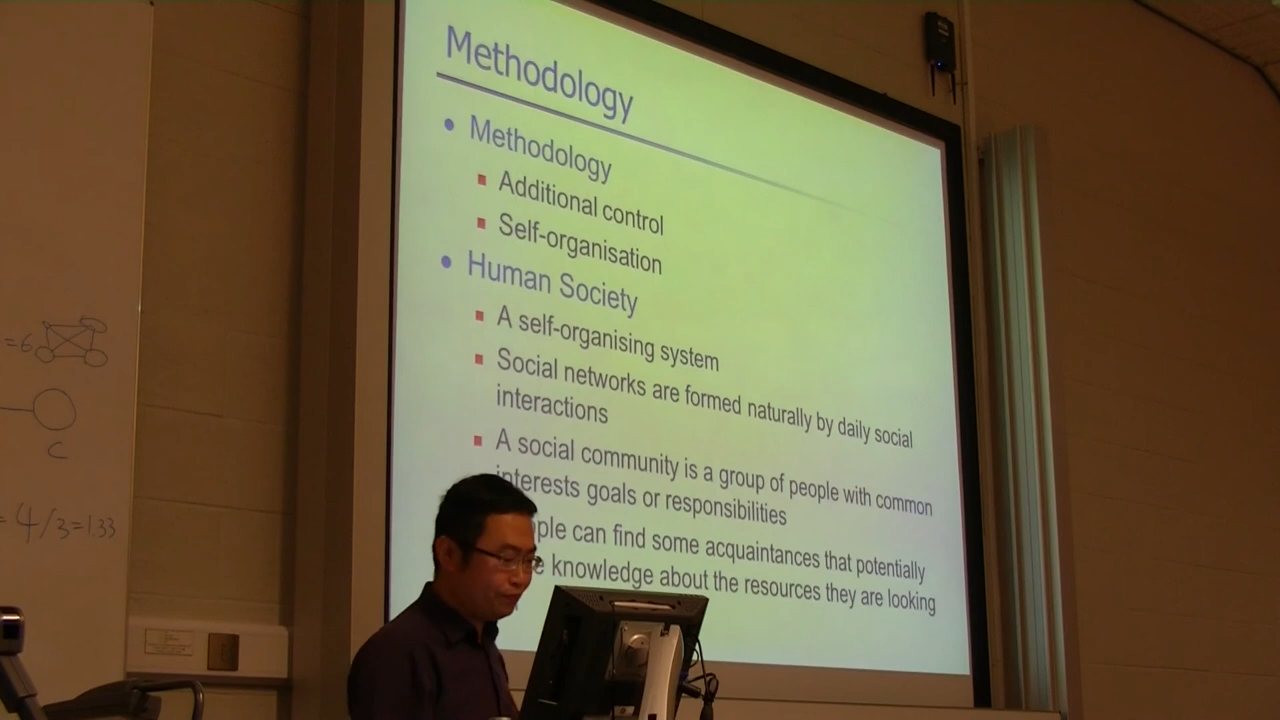 Methodology
Methodology
Additional control
Self-organisation
Human Society
A self-organising system
Social networks are formed naturally by daily social
interactions
A social community is a group of people with common
interests goals or responsibilities
can find some acquaintances that potentially
knowledge about the resources they are looking
=6
C
= 4/3=1.33